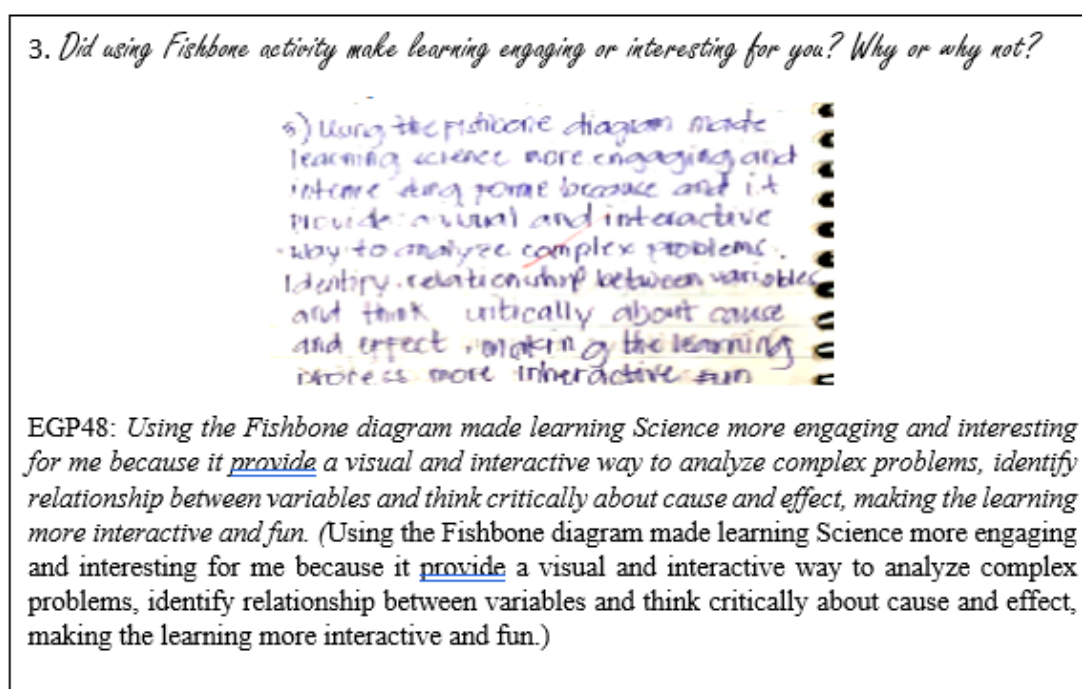 3. Did using Fishbone activity make learning engaging or interesting for you? Why or why not?
3) Using the Fishbone diagram made
learning science more engaging and
interesting for me because and it
provide a visual and interactive
way to analyze complex problems.
Identify relationship between variables
and think critically about cause
and effect, making the learning
process more interactive fun
EGP48: Using the Fishbone diagram made learning Science more engaging and interesting
for me because it provide a visual and interactive way to analyze complex problems, identify
relationship between variables and think critically about cause and effect, making the learning
more interactive and fun. (Using the Fishbone diagram made learning Science more engaging
and interesting for me because it provide a visual and interactive way to analyze complex
problems, identify relationship between variables and think critically about cause and effect,
making the learning more interactive and fun.)